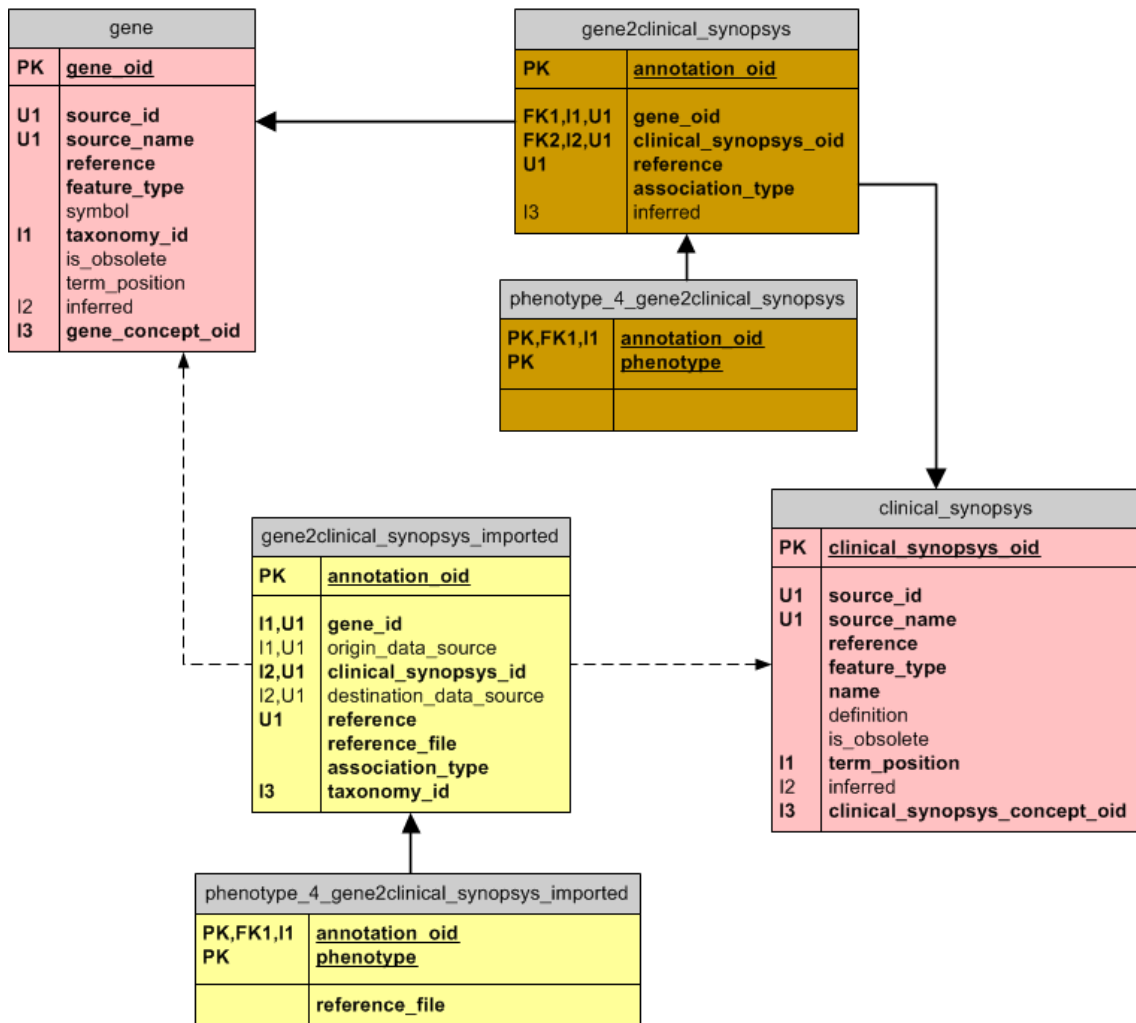 gene
PK gene_oid
U1 source_id
U1 source_name
reference
feature_type
symbol
I1 taxonomy_id
is_obsolete
term_position
I2 inferred
I3 gene_concept_oid
gene2clinical_synopsys
PK annotation_oid
FK1,I1,U1 gene_oid
FK2,I2,U1 clinical_synopsys_oid
U1 reference
association_type
I3 inferred
phenotype_4_gene2clinical_synopsys
PK,FK1,I1 annotation_oid
PK phenotype
clinical_synopsys
PK clinical_synopsys_oid
U1 source_id
U1 source_name
reference
feature_type
name
definition
is_obsolete
I1 term_position
I2 inferred
I3 clinical_synopsys_concept_oid
gene2clinical_synopsys_imported
PK annotation_oid
I1,U1 gene_id
I1,U1 origin_data_source
I2,U1 clinical_synopsys_id
I2,U1 destination_data_source
U1 reference
reference_file
association_type
I3 taxonomy_id
phenotype_4_gene2clinical_synopsys_imported
PK,FK1,I1 annotation_oid
PK phenotype
reference_file